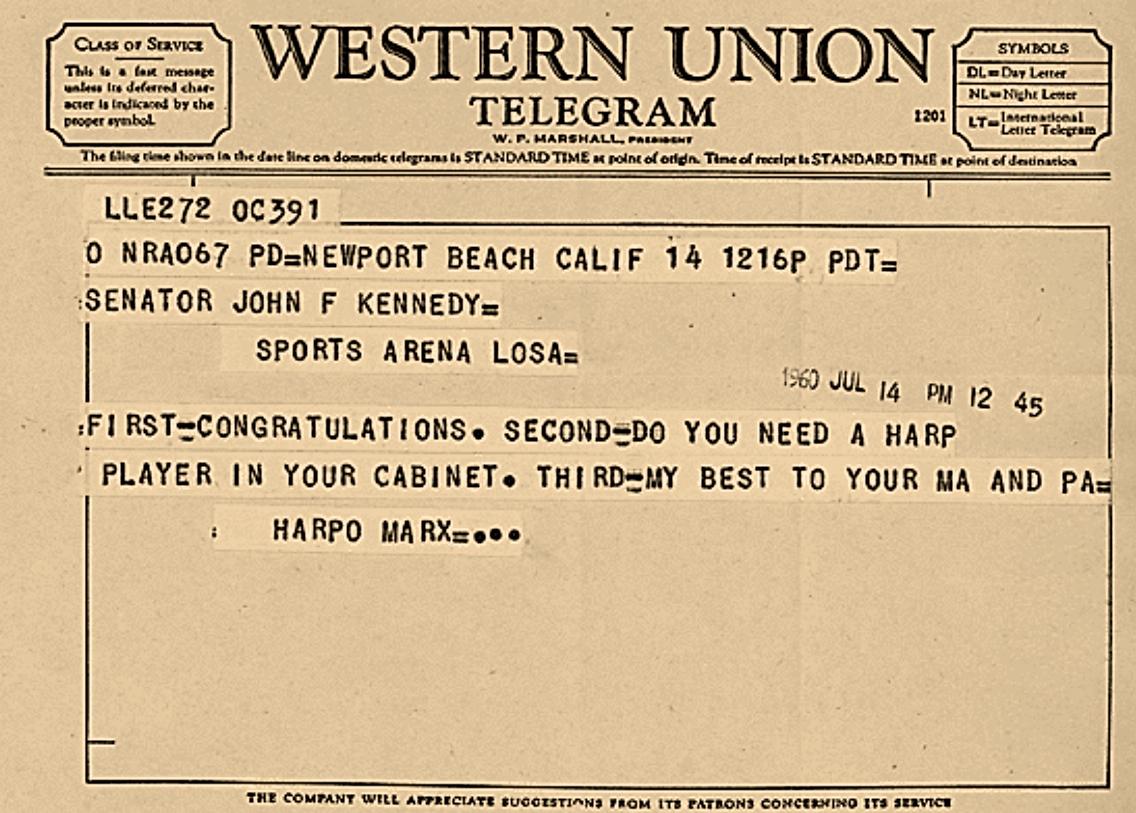 CLASS OF SERVICE
This is a fast message
unless its deferred char-
acter is indicated by the
proper symbol.
WESTERN UNION
TELEGRAM
W. P. MARSHALL, PRESIDENT
1201
SYMBOLS
DL=Day Letter
NL=Night Letter
LT=International Letter Telegram
The filing time shown in the date line on domestic telegrams is STANDARD TIME at point of origin. Time of receipt is STANDARD TIME at point of destination
LLE272 OC391
O NRA067 PD=NEWPORT BEACH CALIF 14 1216P PDT=
:SENATOR JOHN F KENNEDY=
SPORTS ARENA LOSA=
1960 JUL 14 PM 12 45
:FIRST-CONGRATULATIONS. SECOND-DO YOU NEED A HARP
PLAYER IN YOUR CABINET. THIRD-MY BEST TO YOUR MA AND PA=
: HARPO MARX=...
THE COMPANY WILL APPRECIATE SUGGESTIONS FROM ITS PATRONS CONCERNING ITS SERVICE